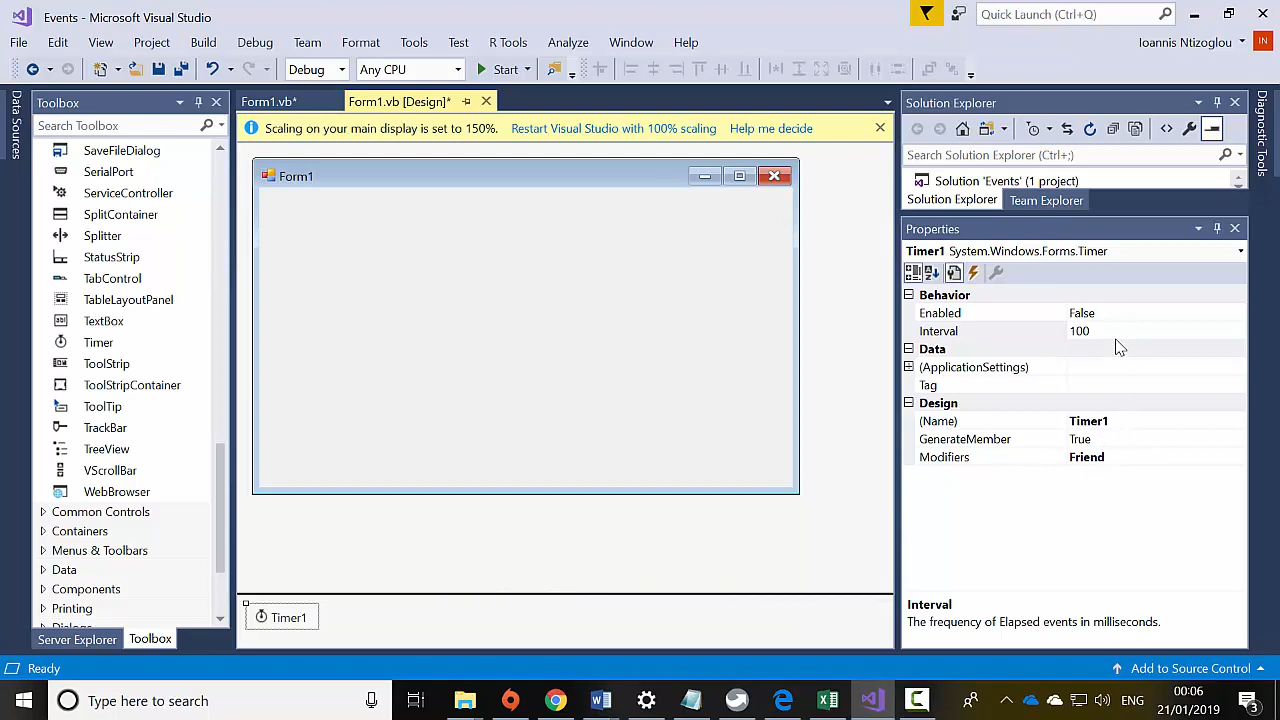 Events - Microsoft Visual Studio
Quick Launch (Ctrl+Q)
File Edit View Project Build Debug Team Format Tools Test R Tools Analyze Window Help
Ioannis Ntizoglou IN
Debug Any CPU Start
Data Sources
Toolbox
Search Toolbox
SaveFileDialog
SerialPort
ServiceController
SplitContainer
Splitter
StatusStrip
TabControl
TableLayoutPanel
TextBox
Timer
ToolStrip
ToolStripContainer
ToolTip
TrackBar
TreeView
VScrollBar
WebBrowser
Common Controls
Containers
Menus & Toolbars
Data
Components
Printing
Server Explorer Toolbox
Form1.vb* Form1.vb [Design]*
Scaling on your main display is set to 150%. Restart Visual Studio with 100% scaling Help me decide
Form1
Timer1
Solution Explorer
Search Solution Explorer (Ctrl+;)
Solution 'Events' (1 project)
Solution Explorer Team Explorer
Properties
Timer1 System.Windows.Forms.Timer
Behavior
Enabled False
Interval 100
Data
(ApplicationSettings)
Tag
Design
(Name) Timer1
GenerateMember True
Modifiers Friend
Interval
The frequency of Elapsed events in milliseconds.
Diagnostic Tools
Ready
Add to Source Control
Type here to search
ENG
00:06
21/01/2019
3